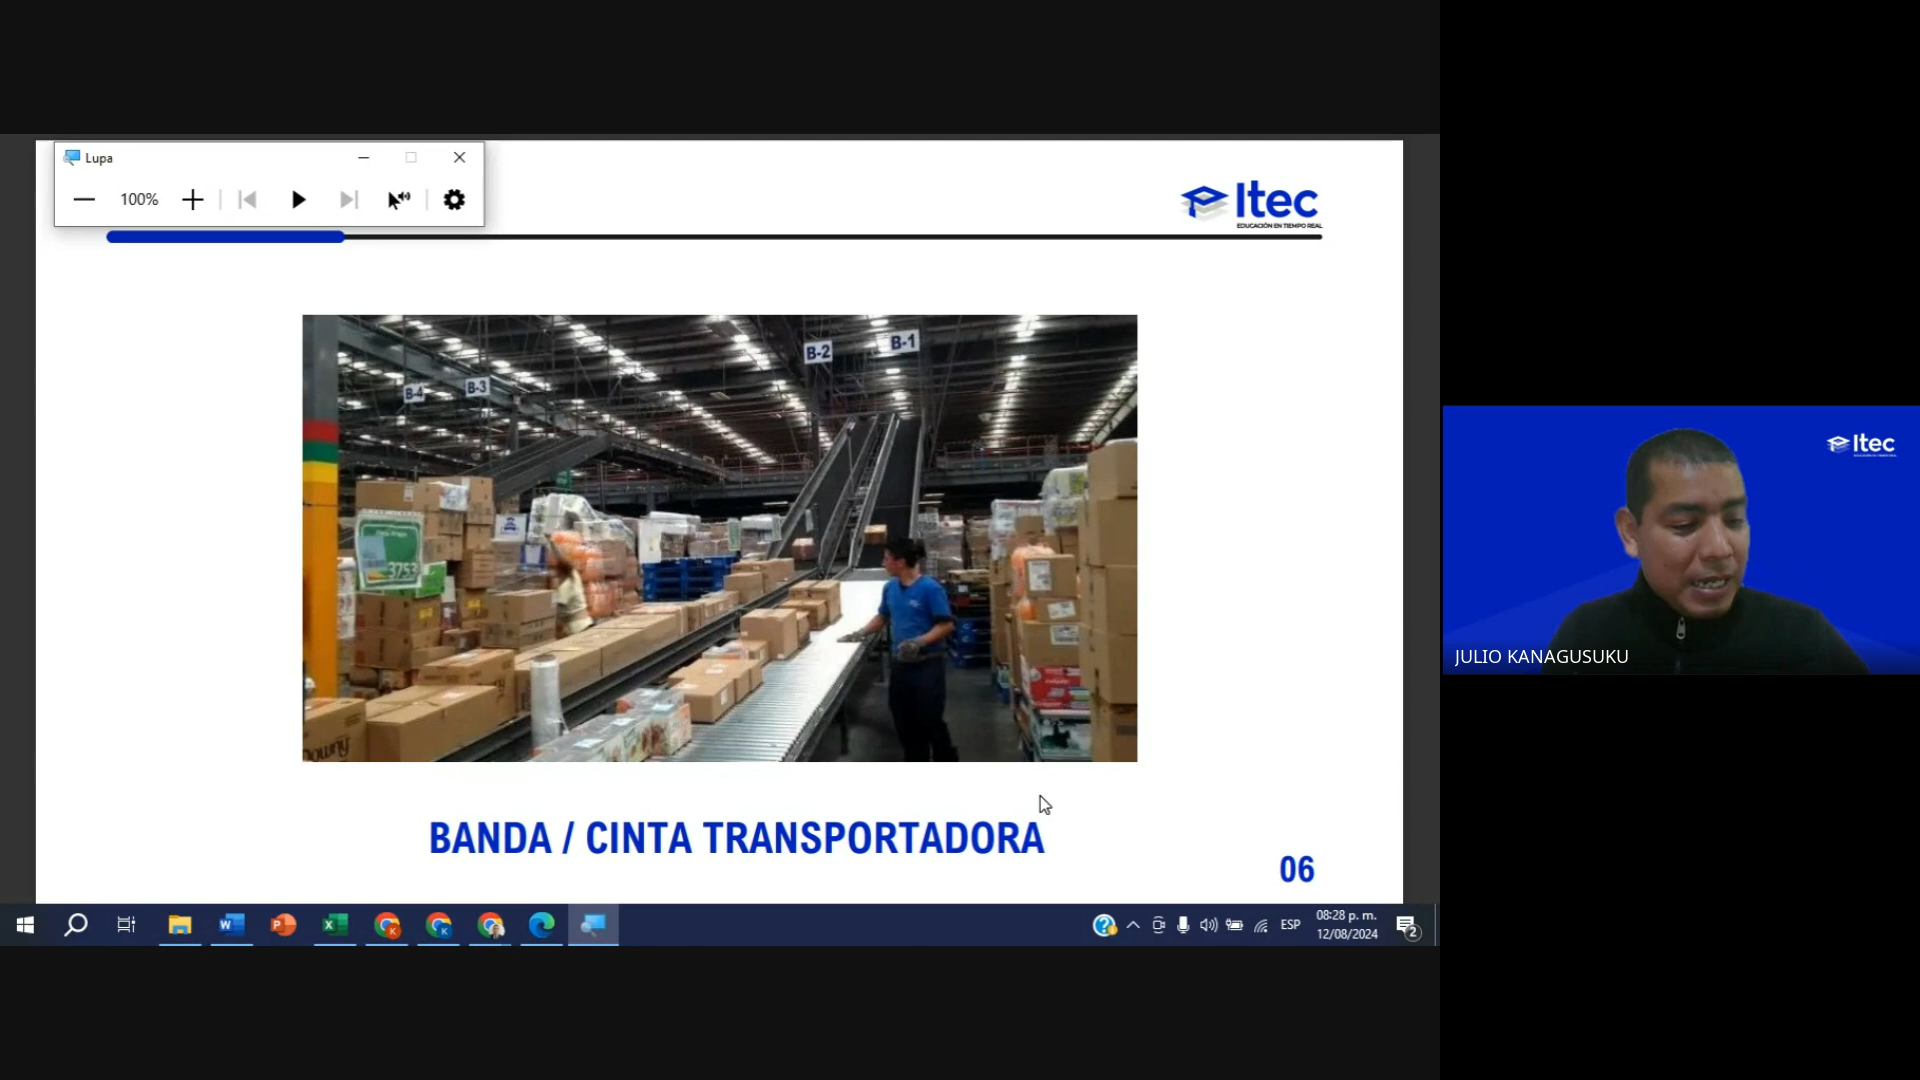 Lupa
100%
Itec
EDUCACIÓN EN TIEMPO REAL
B-4
B-3
B-2
B-1
3753
BANDA / CINTA TRANSPORTADORA
06
ESP
08:28 p. m.
12/08/2024
2
Itec
JULIO KANAGUSUKU